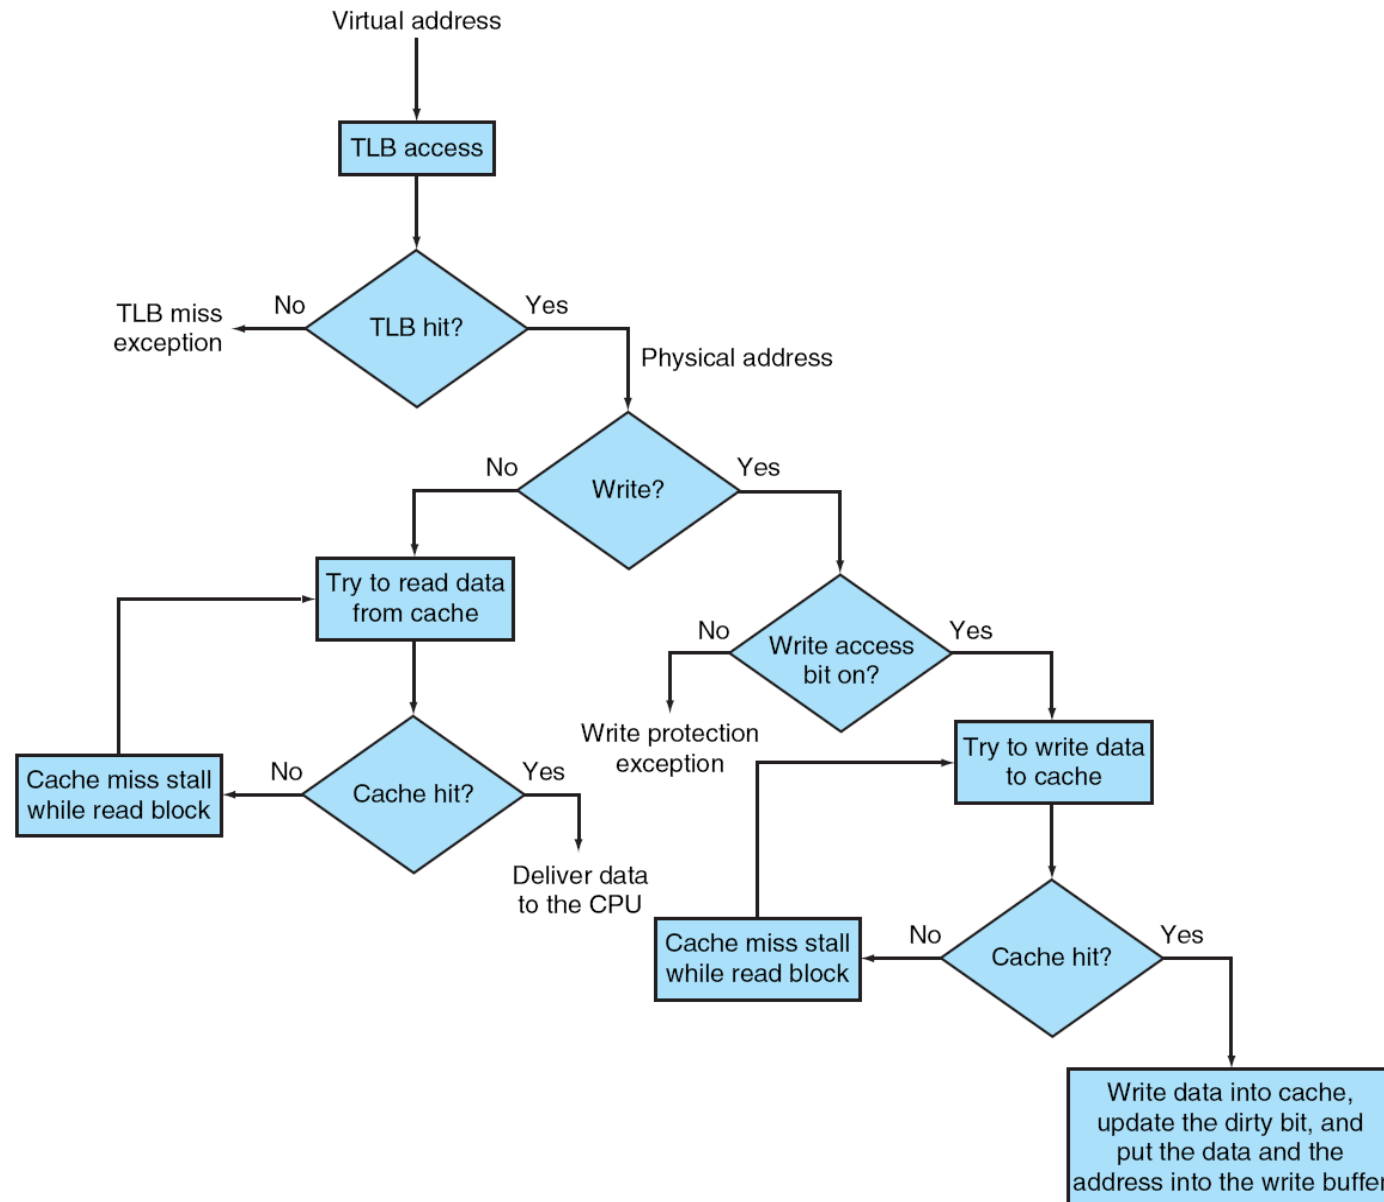 Virtual address
TLB access
TLB hit?
No
Yes
TLB miss
exception
Physical address
Write?
No
Yes
Try to read data
from cache
Write access
bit on?
No
Yes
Write protection
exception
Try to write data
to cache
Cache hit?
No
Yes
Cache miss stall
while read block
Deliver data
to the CPU
Cache hit?
No
Yes
Cache miss stall
while read block
Write data into cache,
update the dirty bit, and
put the data and the
address into the write buffer